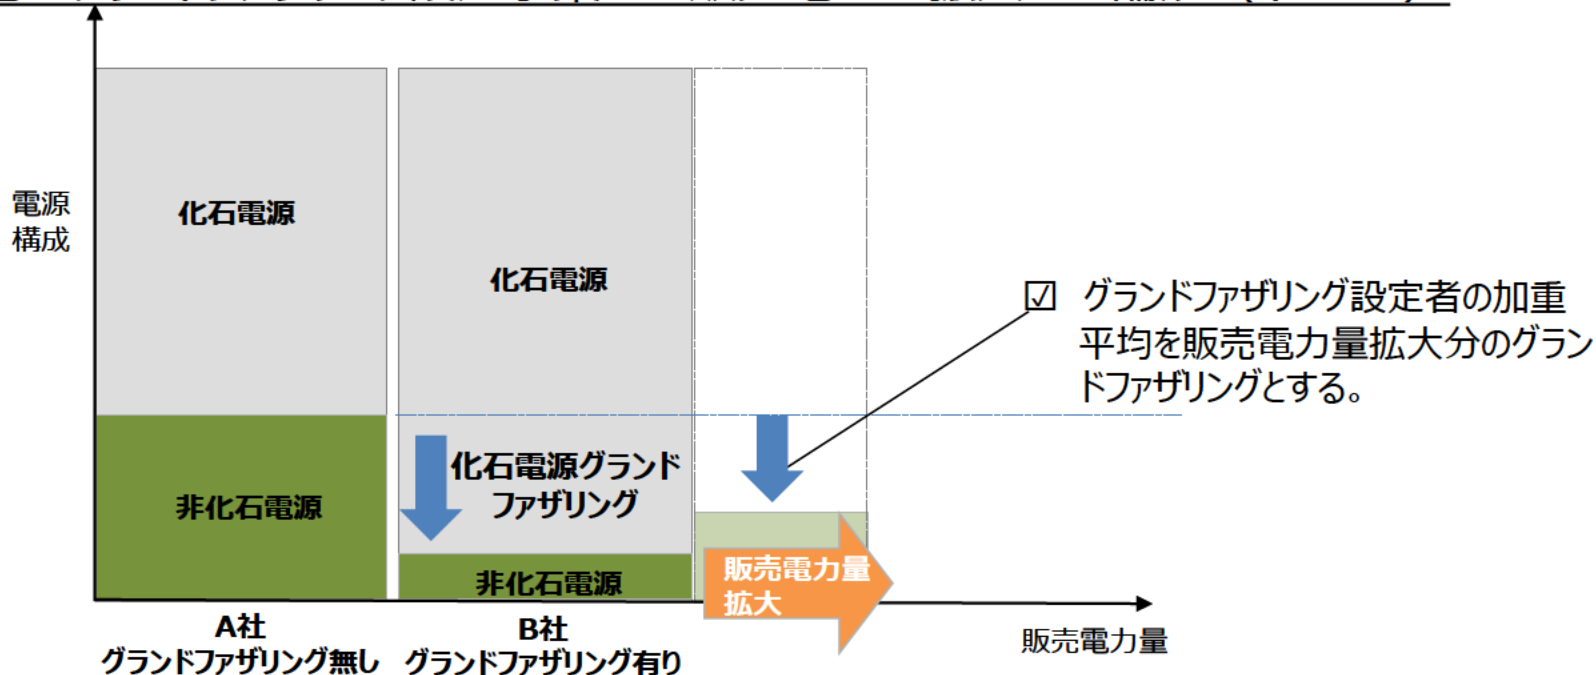 電源
構成
化石電源
化石電源
☑ グランドファザリング設定者の加重
平均を販売電力量拡大分のグラン
ドファザリングとする。
化石電源グランド
ファザリング
非化石電源
非化石電源
販売電力量
拡大
A社
グランドファザリング無し
B社
グランドファザリング有り
販売電力量